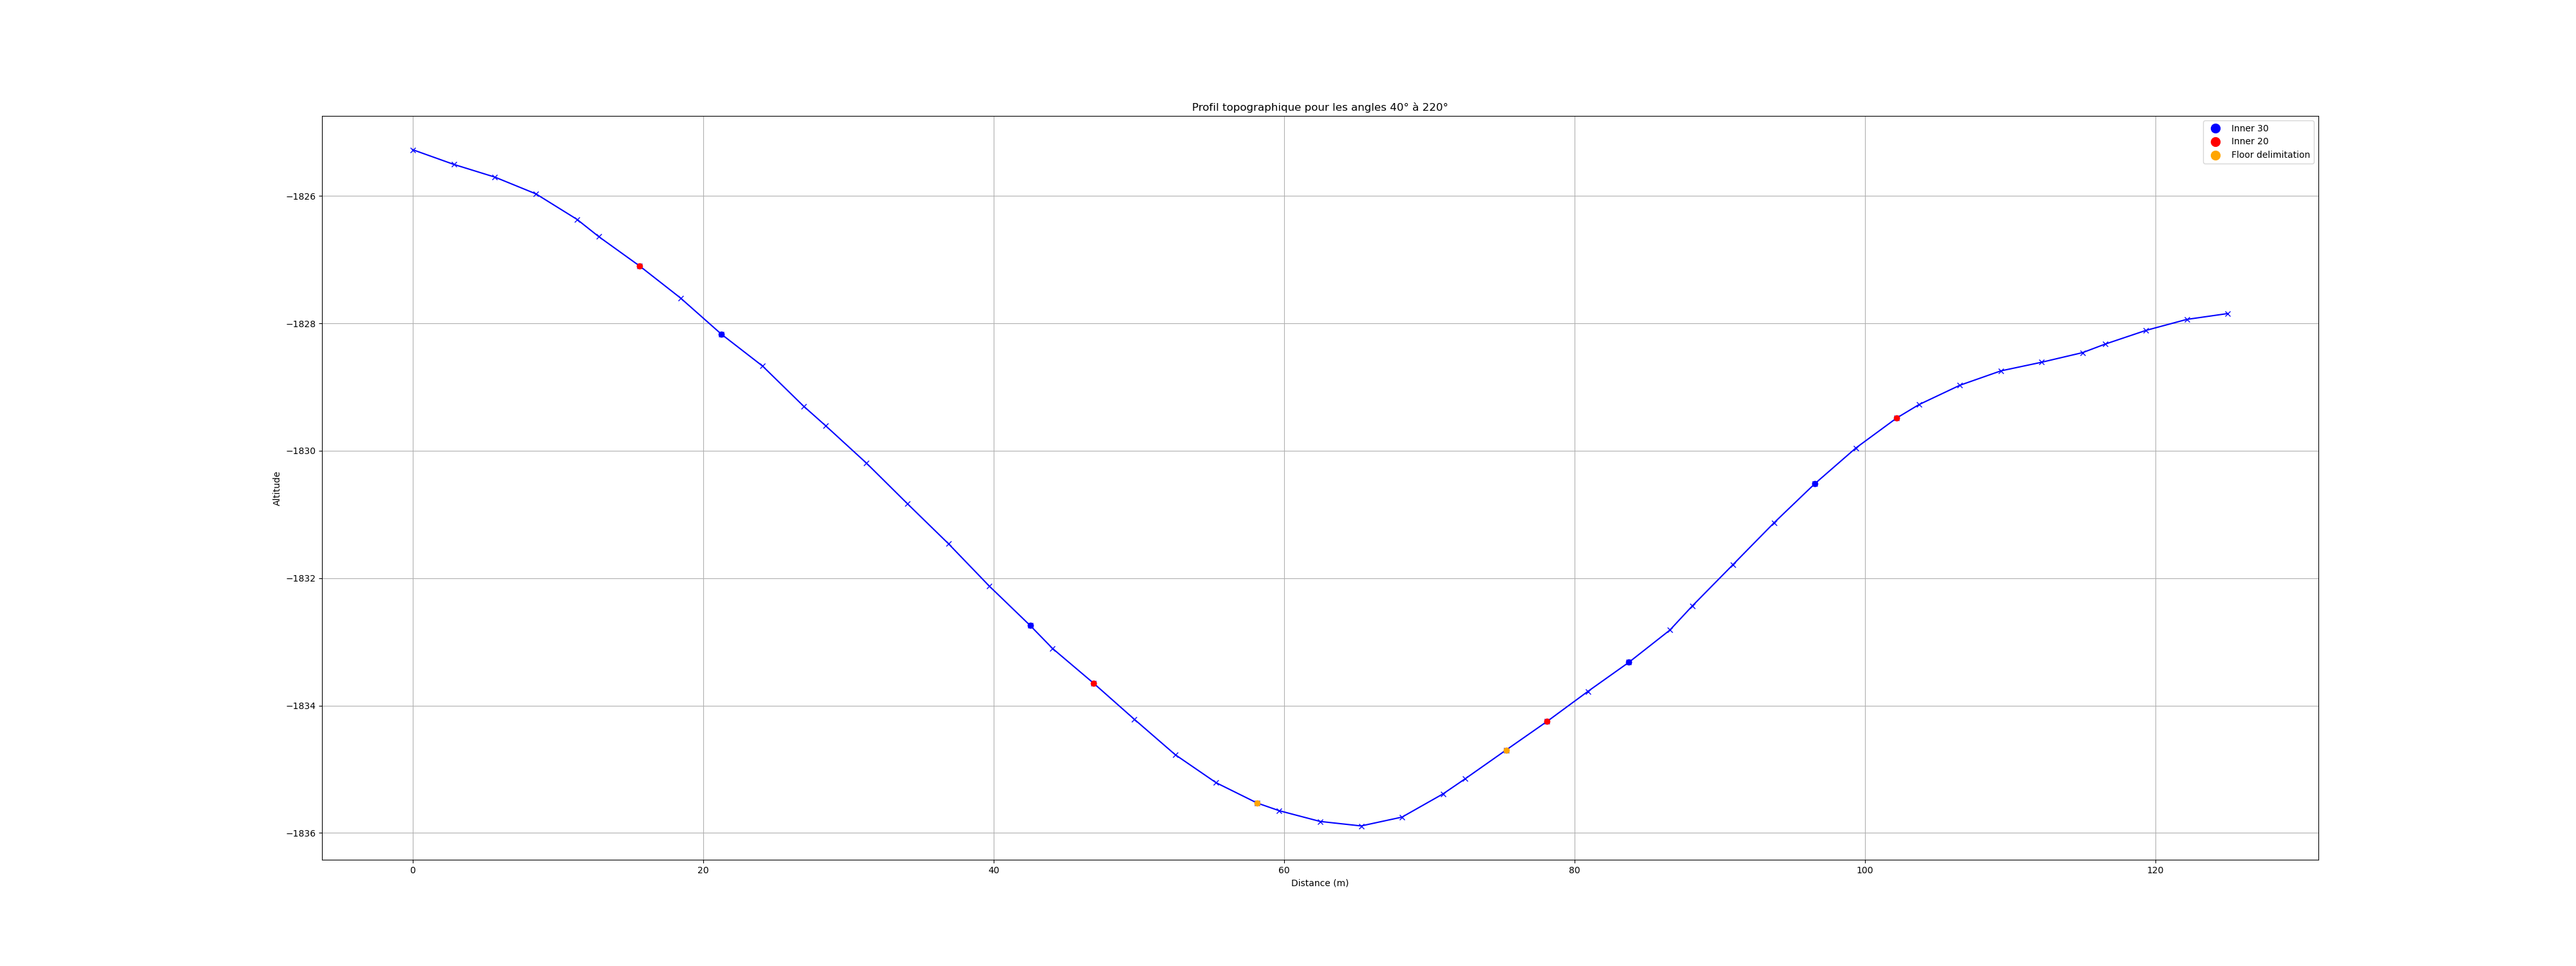 Profil topographique pour les angles 40° à 220°
Inner 30
Inner 20
Floor delimitation
−1826
−1828
−1830
−1832
−1834
−1836
Altitude
0 20 40 60 80 100 120
Distance (m)